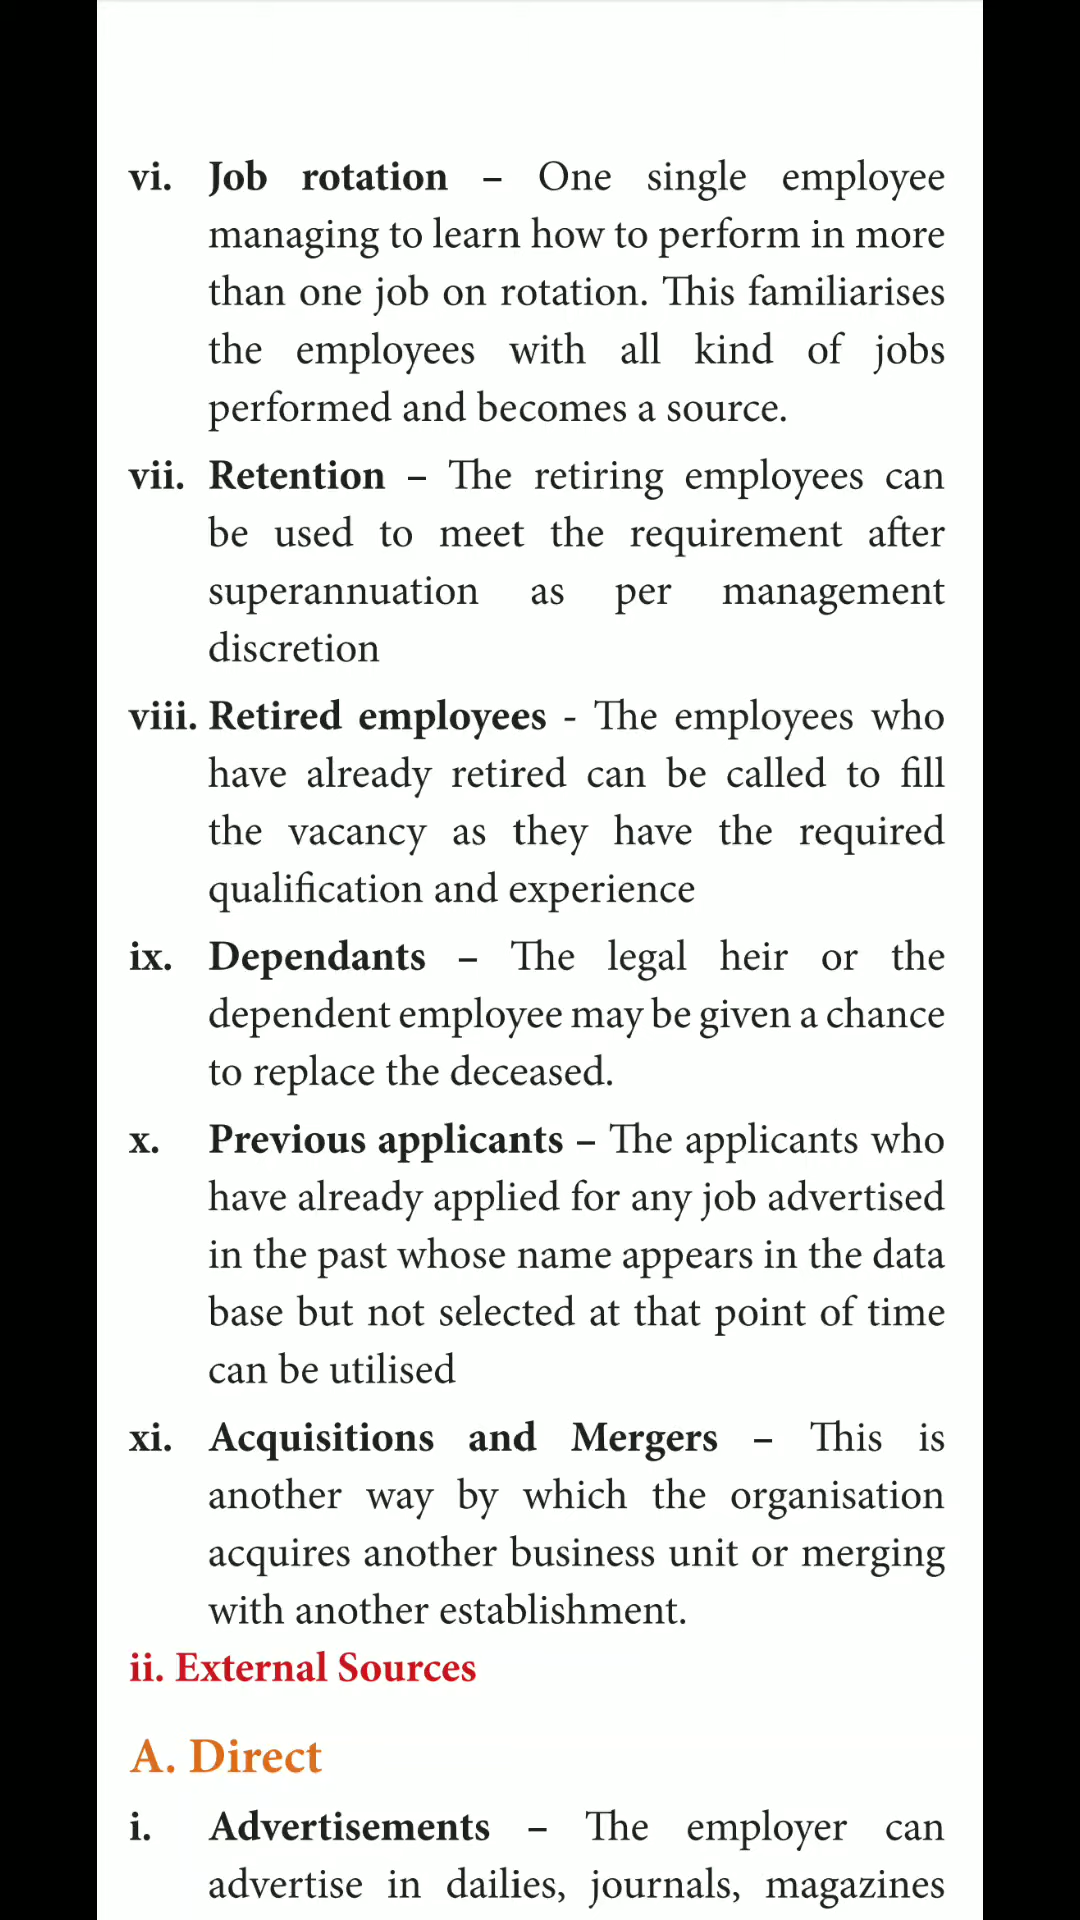 vi. Job rotation – One single employee
managing to learn how to perform in more
than one job on rotation. This familiarises
the employees with all kind of jobs
performed and becomes a source.
vii. Retention – The retiring employees can
be used to meet the requirement after
superannuation as per management
discretion
viii. Retired employees - The employees who
have already retired can be called to fill
the vacancy as they have the required
qualification and experience
ix. Dependants – The legal heir or the
dependent employee may be given a chance
to replace the deceased.
x. Previous applicants – The applicants who
have already applied for any job advertised
in the past whose name appears in the data
base but not selected at that point of time
can be utilised
xi. Acquisitions and Mergers – This is
another way by which the organisation
acquires another business unit or merging
with another establishment.
ii. External Sources
A. Direct
i. Advertisements – The employer can
advertise in dailies, journals, magazines